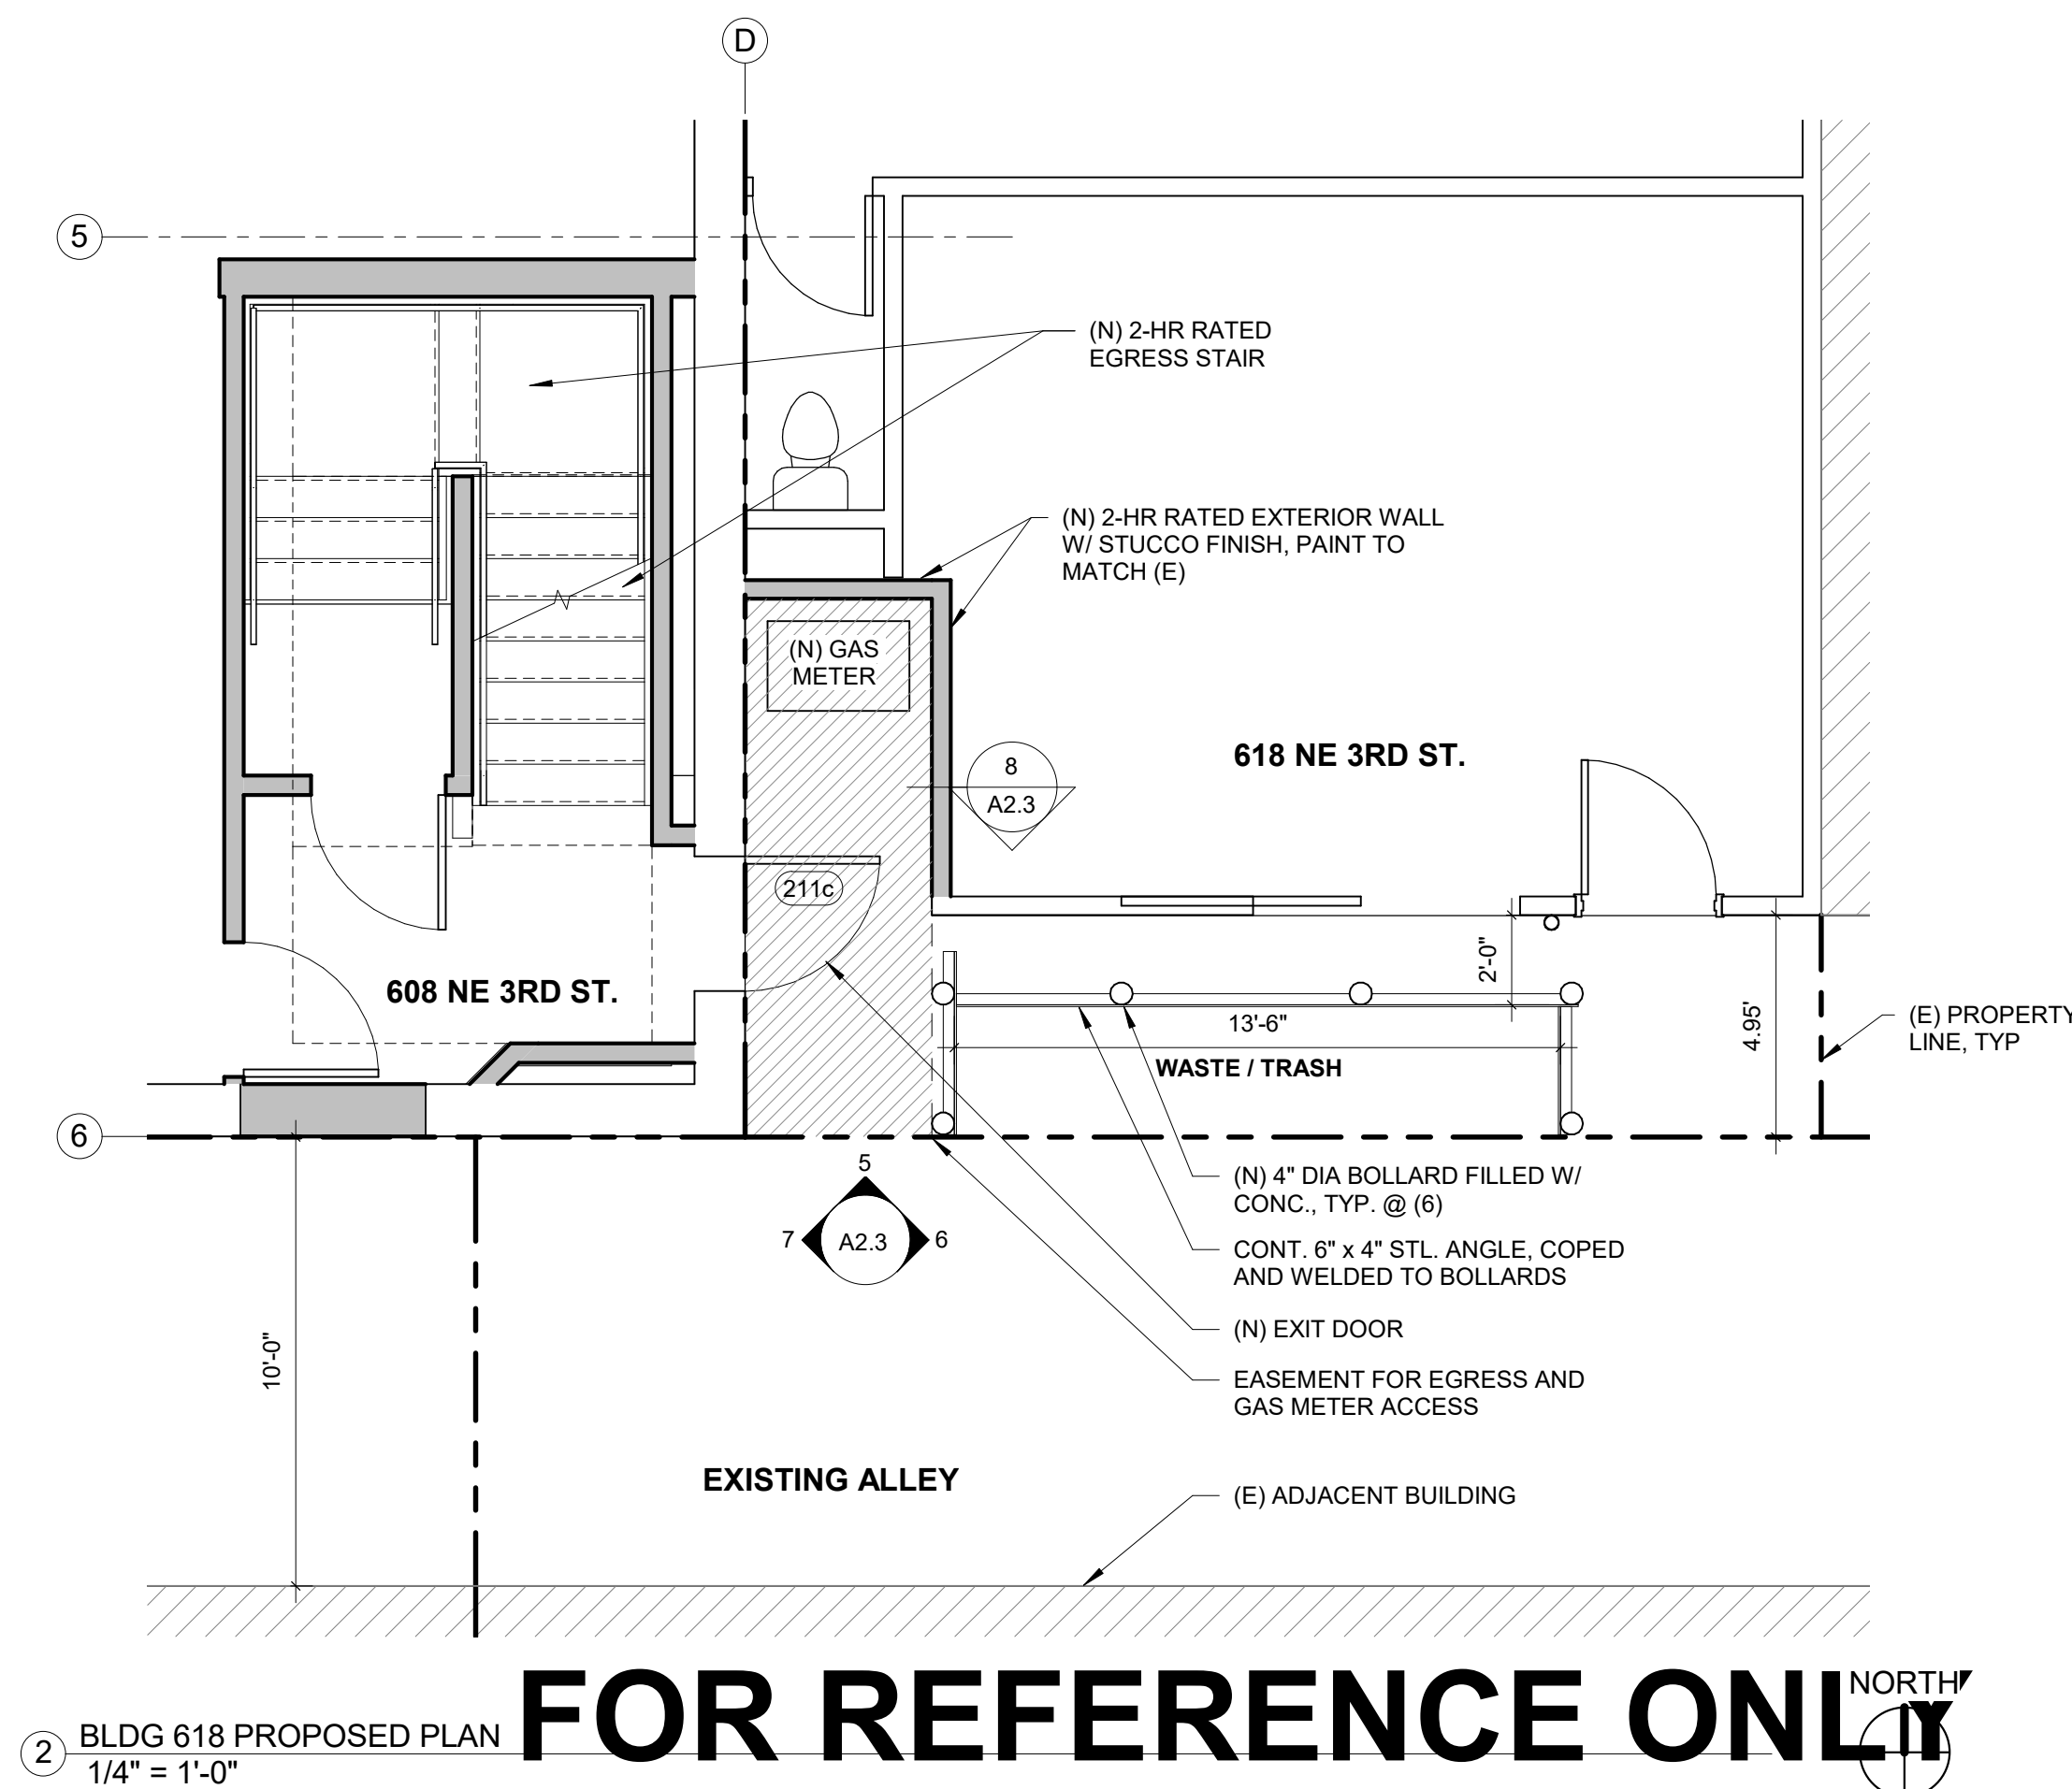 D
5
(N) 2-HR RATED
EGRESS STAIR
(N) 2-HR RATED EXTERIOR WALL
W/ STUCCO FINISH, PAINT TO
MATCH (E)
(N) GAS
METER
618 NE 3RD ST.
8
A2.3
211c
608 NE 3RD ST.
2'-0"
13'-6"
4.95'
(E) PROPERTY
LINE, TYP
WASTE / TRASH
6
5
7
A2.3
6
(N) 4" DIA BOLLARD FILLED W/
CONC., TYP. @ (6)
CONT. 6" x 4" STL. ANGLE, COPED
AND WELDED TO BOLLARDS
(N) EXIT DOOR
EASEMENT FOR EGRESS AND
GAS METER ACCESS
10'-0"
EXISTING ALLEY
(E) ADJACENT BUILDING
FOR REFERENCE ONLY
NORTH
2
BLDG 618 PROPOSED PLAN
1/4" = 1'-0"